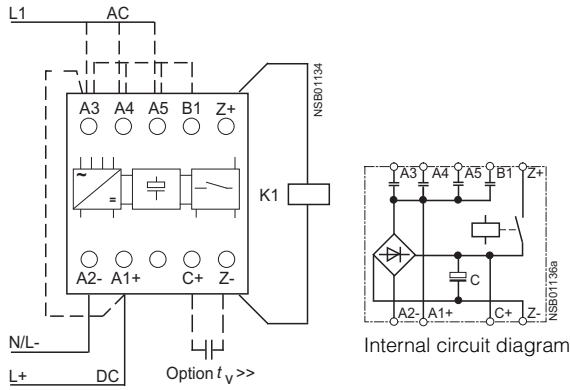 L1 AC
A3 A4 A5 B1 Z+
NSB01134
~
=
K1
A2- A1+ C+ Z-
N/L-
L+ DC
Option tv >>
A3 A4 A5 B1 Z+
C
NSB01136a
A2- A1+ C+ Z-
Internal circuit diagram